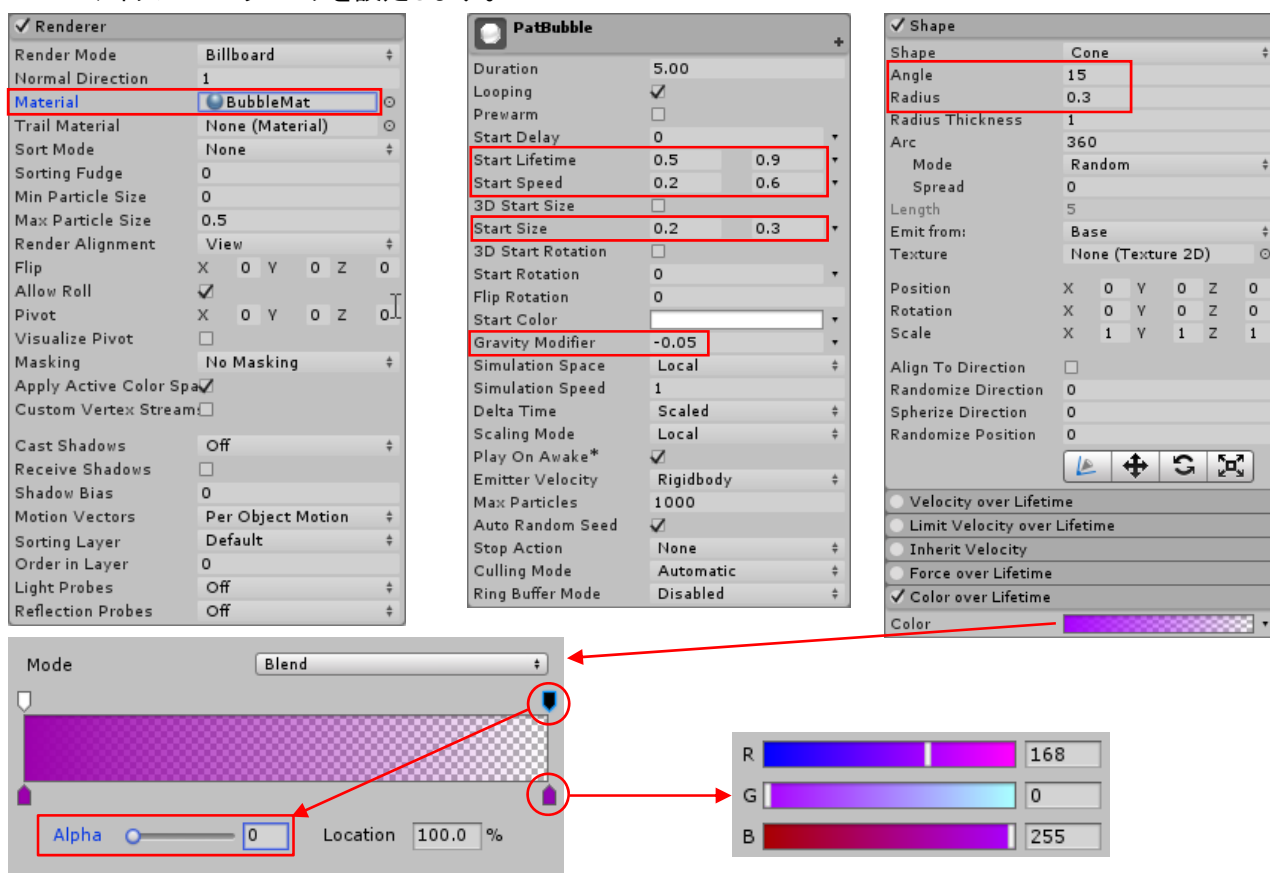 を設定します。
Renderer
Render Mode Billboard
Normal Direction 1
Material BubbleMat
Trail Material None (Material)
Sort Mode None
Sorting Fudge 0
Min Particle Size 0
Max Particle Size 0.5
Render Alignment View
Flip X 0 Y 0 Z 0
Allow Roll
Pivot X 0 Y 0 Z 0
Visualize Pivot
Masking No Masking
Apply Active Color Spa
Custom Vertex Stream
Cast Shadows Off
Receive Shadows
Shadow Bias 0
Motion Vectors Per Object Motion
Sorting Layer Default
Order in Layer 0
Light Probes Off
Reflection Probes Off
PatBubble
Duration 5.00
Looping
Prewarm
Start Delay 0
Start Lifetime 0.5 0.9
Start Speed 0.2 0.6
3D Start Size
Start Size 0.2 0.3
3D Start Rotation
Start Rotation 0
Flip Rotation 0
Start Color
Gravity Modifier -0.05
Simulation Space Local
Simulation Speed 1
Delta Time Scaled
Scaling Mode Local
Play On Awake*
Emitter Velocity Rigidbody
Max Particles 1000
Auto Random Seed
Stop Action None
Culling Mode Automatic
Ring Buffer Mode Disabled
Shape
Shape Cone
Angle 15
Radius 0.3
Radius Thickness 1
Arc 360
Mode Random
Spread 0
Length 5
Emit from: Base
Texture None (Texture 2D)
Position X 0 Y 0 Z 0
Rotation X 0 Y 0 Z 0
Scale X 1 Y 1 Z 1
Align To Direction
Randomize Direction 0
Spherize Direction 0
Randomize Position 0
Velocity over Lifetime
Limit Velocity over Lifetime
Inherit Velocity
Force over Lifetime
Color over Lifetime
Color
Mode Blend
Alpha 0 Location 100.0 %
R 168
G 0
B 255